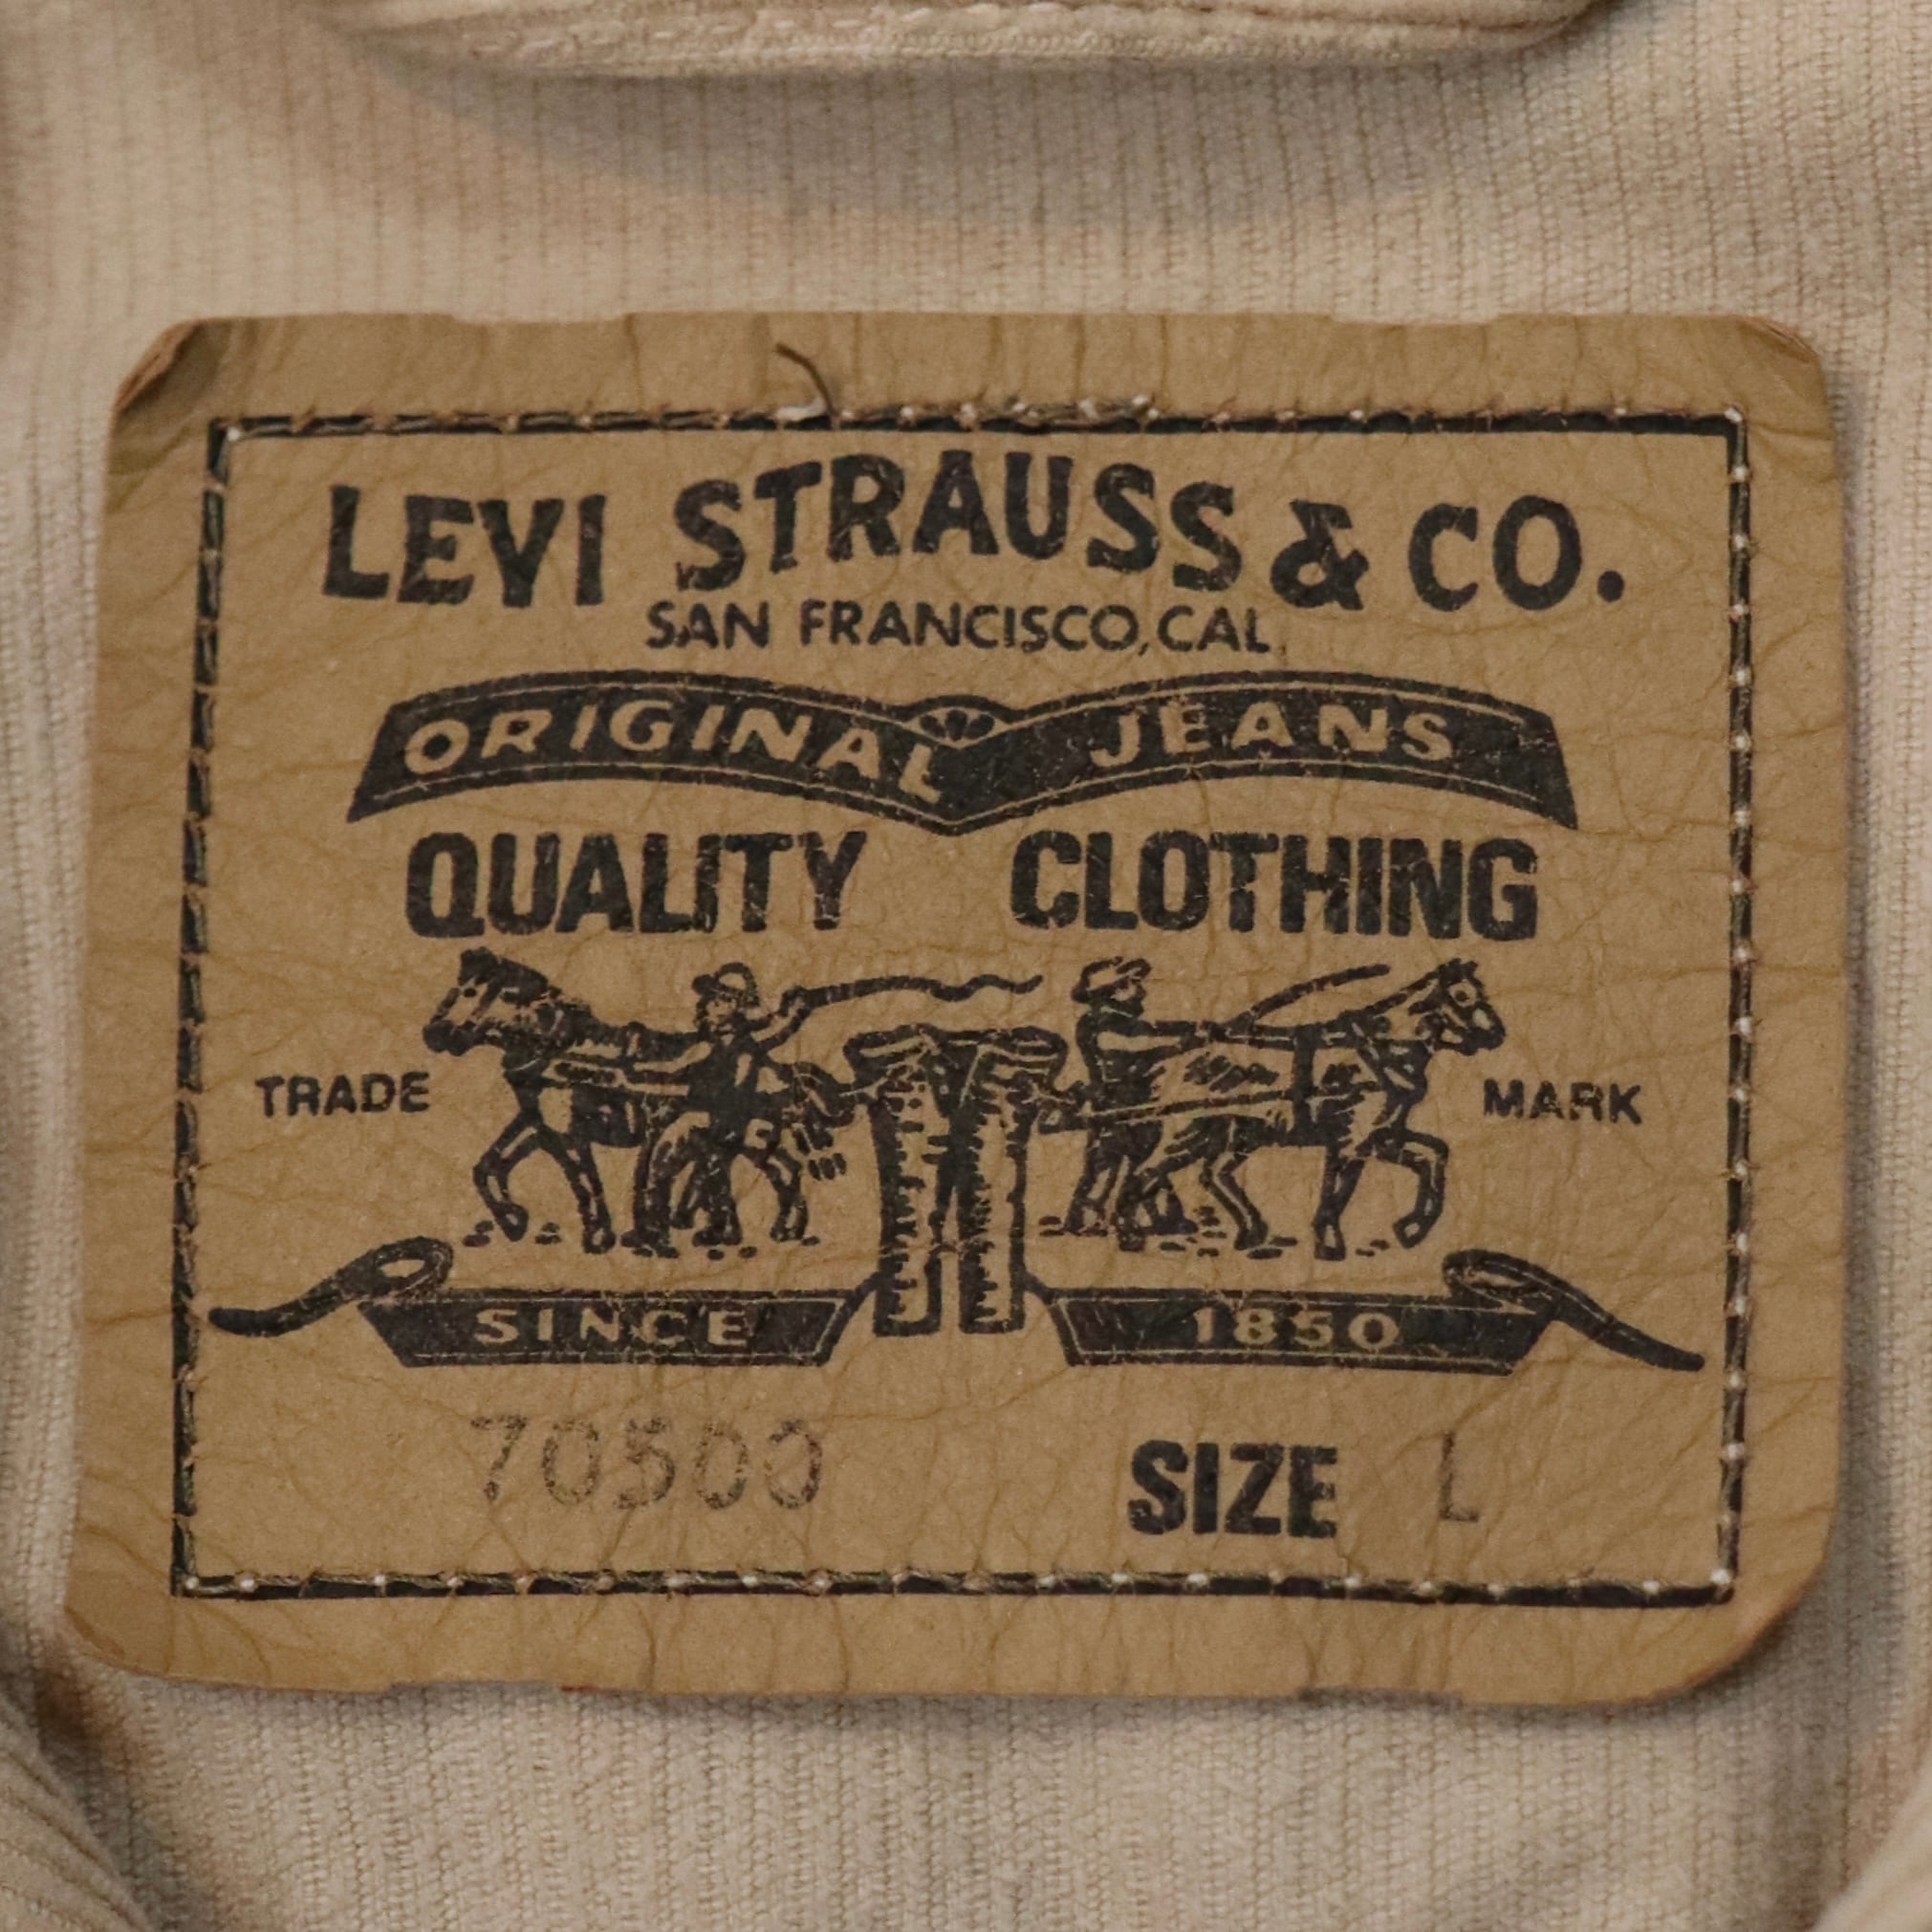 LEVI STRAUSS & CO.
SAN FRANCISCO, CAL.
ORIGINAL JEANS
QUALITY CLOTHING
TRADE MARK
SINCE 1850
70500 SIZE L